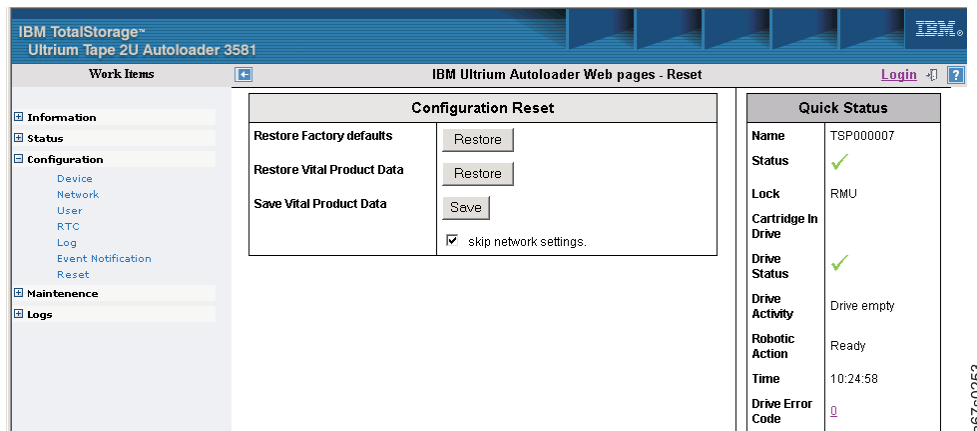 IBM TotalStorage™
Ultrium Tape 2U Autoloader 3581
IBM
Work Items
IBM Ultrium Autoloader Web pages - Reset
Login
?
Information
Status
Configuration
Device
Network
User
RTC
Log
Event Notification
Reset
Maintenence
Logs
Configuration Reset
Restore Factory defaults
Restore
Restore Vital Product Data
Restore
Save Vital Product Data
Save
skip network settings.
Quick Status
Name TSP000007
Status
Lock RMU
Cartridge In
Drive
Drive
Status
Drive
Activity Drive empty
Robotic
Action Ready
Time 10:24:58
Drive Error
Code 0